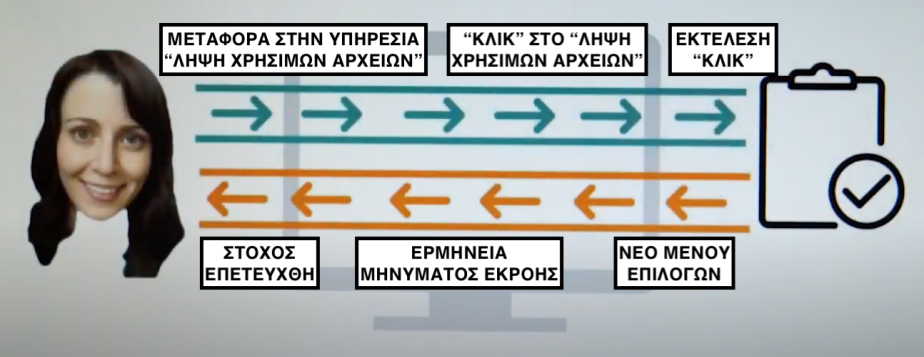 ΜΕΤΑΦΟΡΑ ΣΤΗΝ ΥΠΗΡΕΣΙΑ
“ΛΗΨΗ ΧΡΗΣΙΜΩΝ ΑΡΧΕΙΩΝ”
“ΚΛΙΚ” ΣΤΟ “ΛΗΨΗ
ΧΡΗΣΙΜΩΝ ΑΡΧΕΙΩΝ”
ΕΚΤΕΛΕΣΗ
“ΚΛΙΚ”
ΣΤΟΧΟΣ
ΕΠΕΤΕΥΧΘΗ
ΕΡΜΗΝΕΙΑ
ΜΗΝΥΜΑΤΟΣ ΕΚΡΟΗΣ
ΝΕΟ ΜΕΝΟΥ
ΕΠΙΛΟΓΩΝ